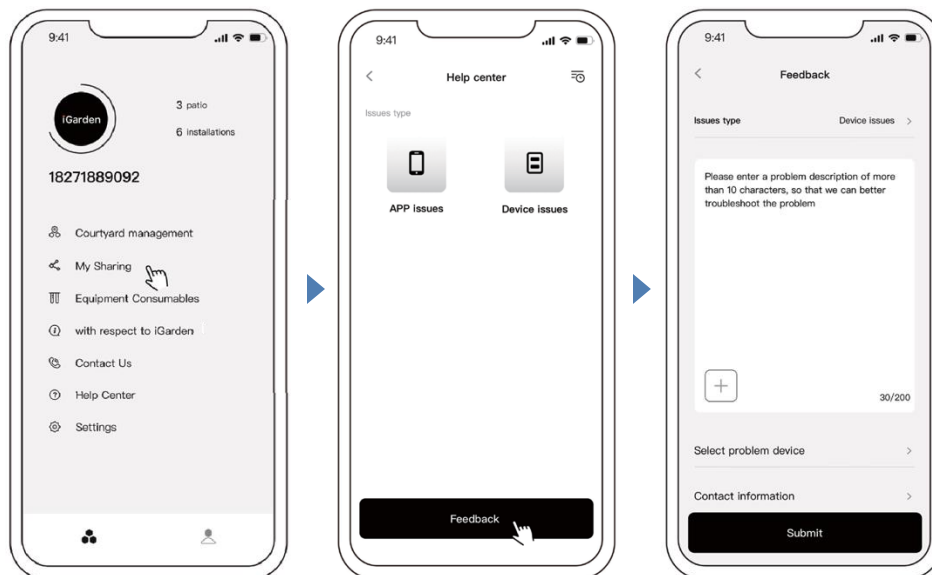 9:41
iGarden
3 patio
6 installations
18271889092
Courtyard management
My Sharing
Equipment Consumables
with respect to iGarden
Contact Us
Help Center
Settings
9:41
Help center
Issues type
APP issues
Device issues
Feedback
9:41
Feedback
Issues type
Device issues
Please enter a problem description of more
than 10 characters, so that we can better
troubleshoot the problem
30/200
Select problem device
Contact information
Submit